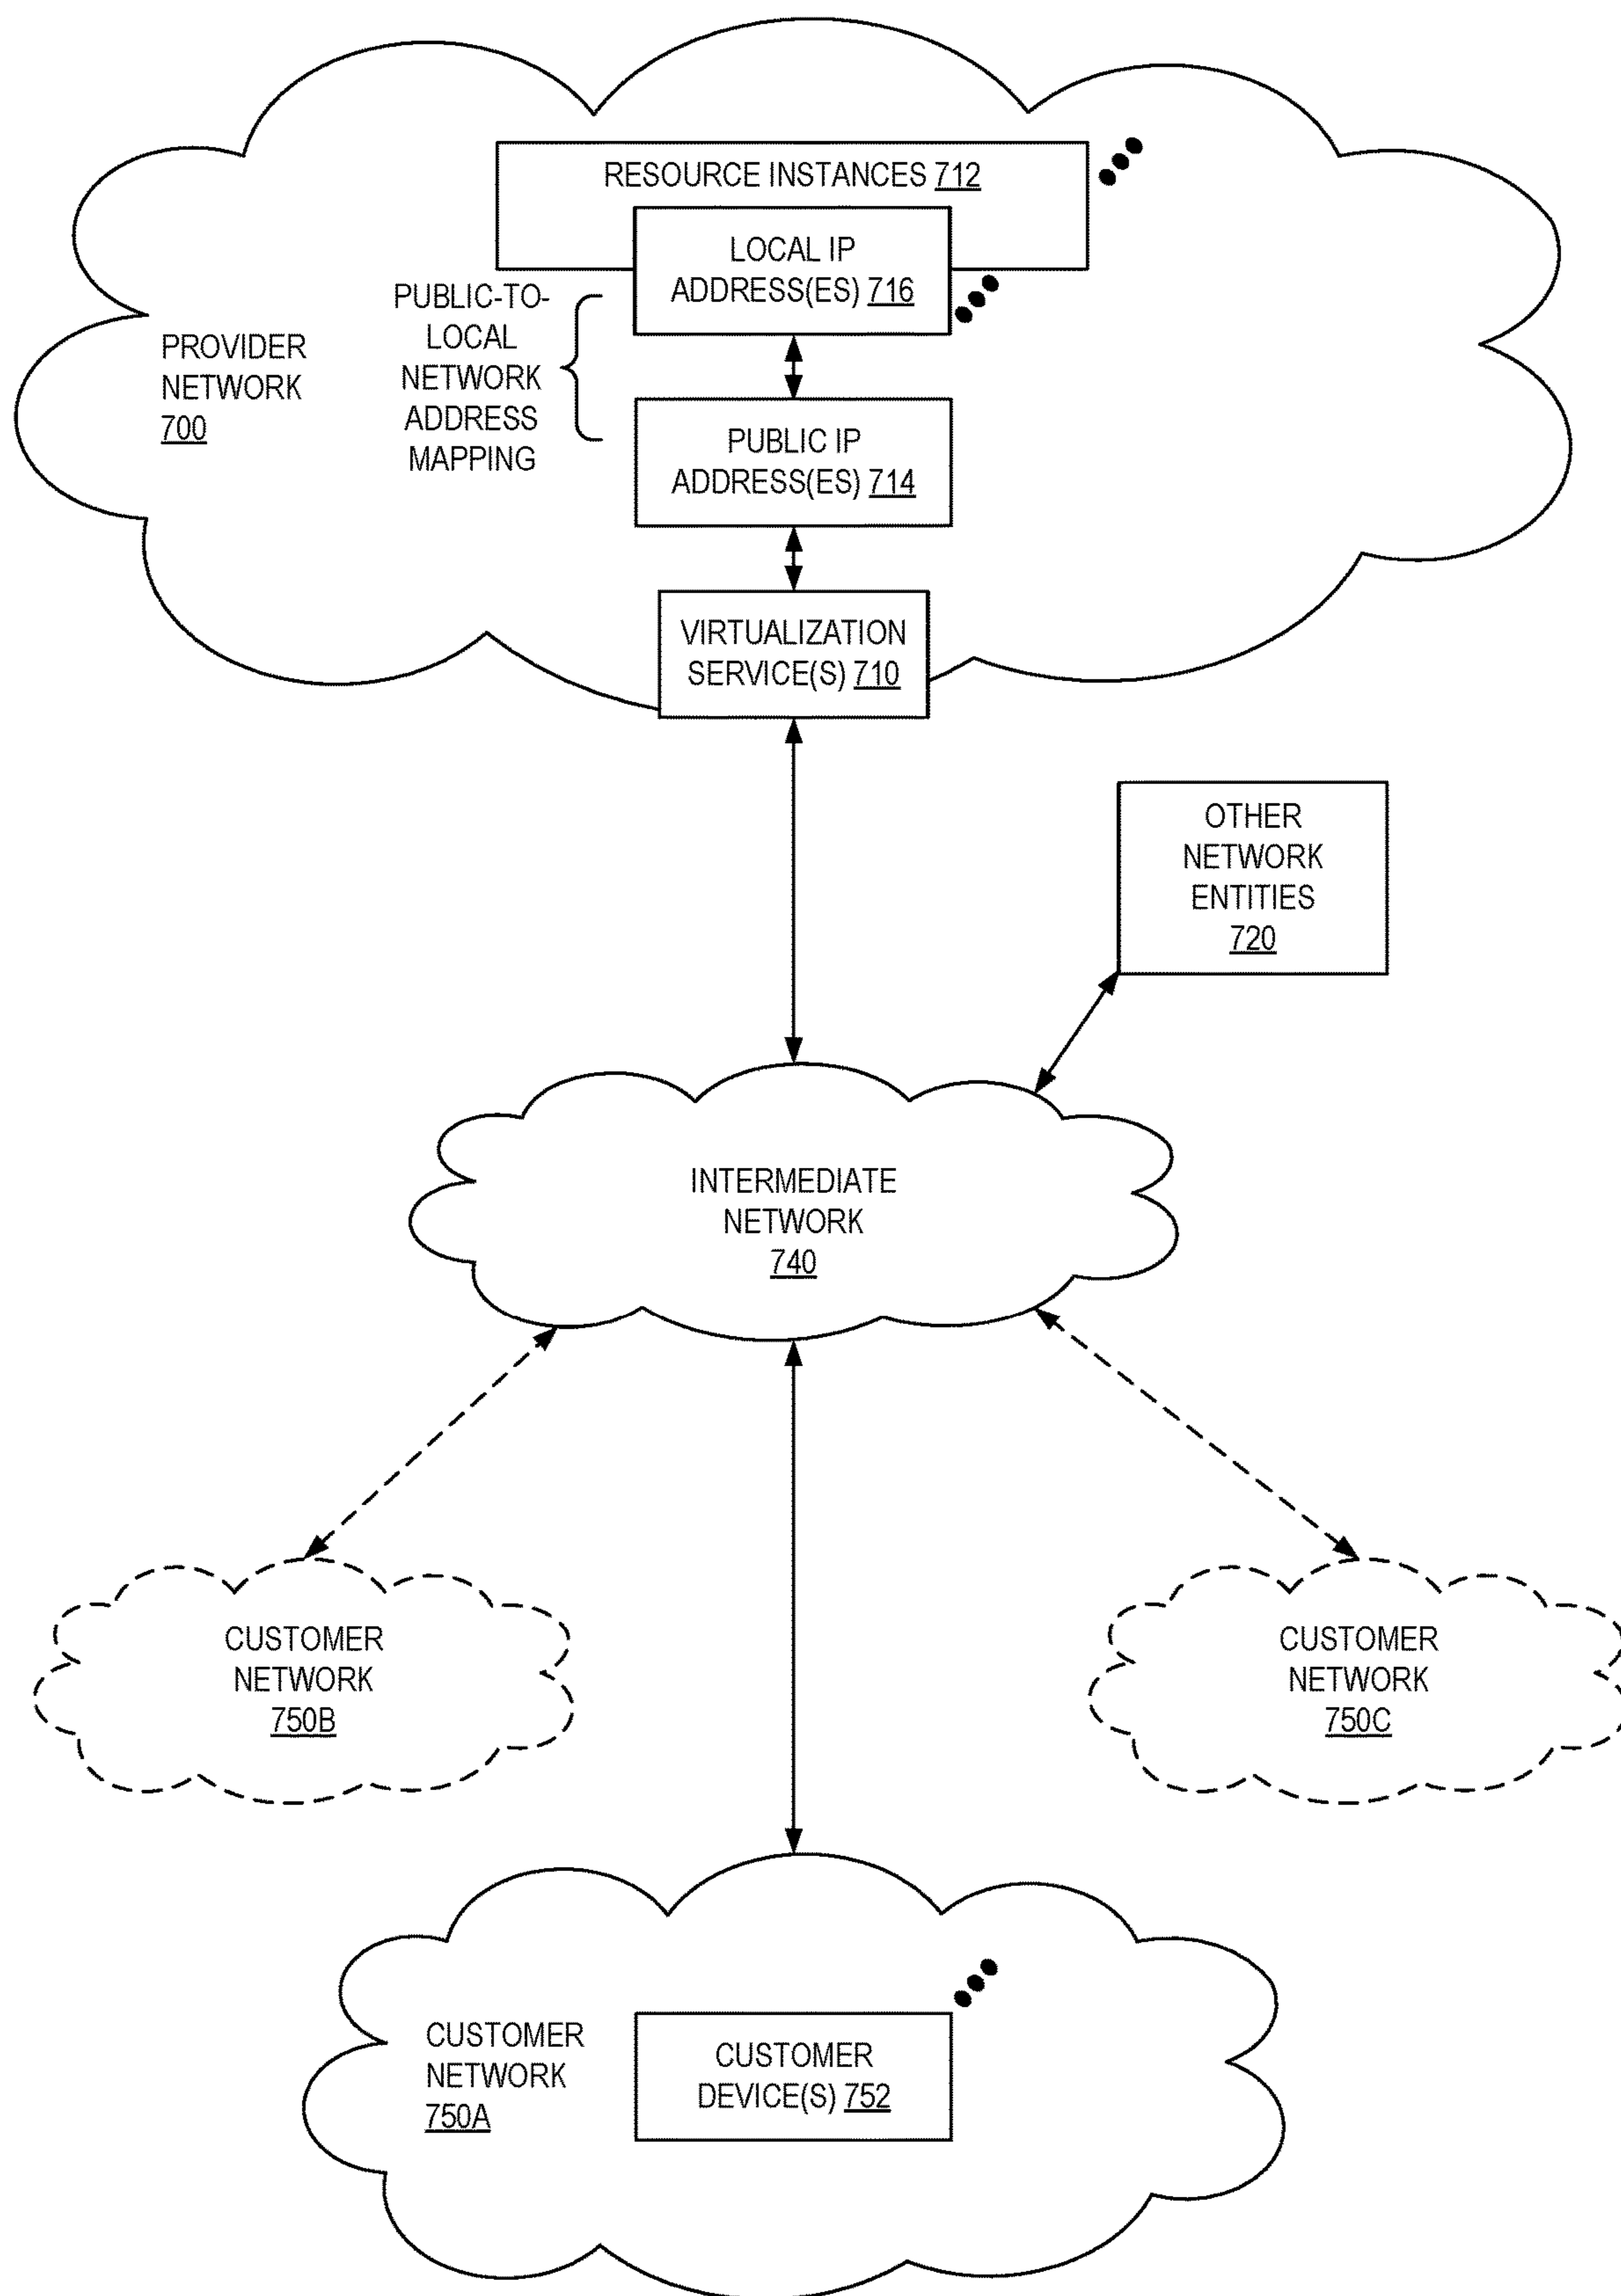 RESOURCE INSTANCES 712
LOCAL IP
ADDRESS(ES) 716
PUBLIC-TO-
LOCAL
NETWORK
ADDRESS
MAPPING
PROVIDER
NETWORK
700
PUBLIC IP
ADDRESS(ES) 714
VIRTUALIZATION
SERVICE(S) 710
OTHER
NETWORK
ENTITIES
720
INTERMEDIATE
NETWORK
740
CUSTOMER
NETWORK
750B
CUSTOMER
NETWORK
750C
CUSTOMER
NETWORK
750A
CUSTOMER
DEVICE(S) 752